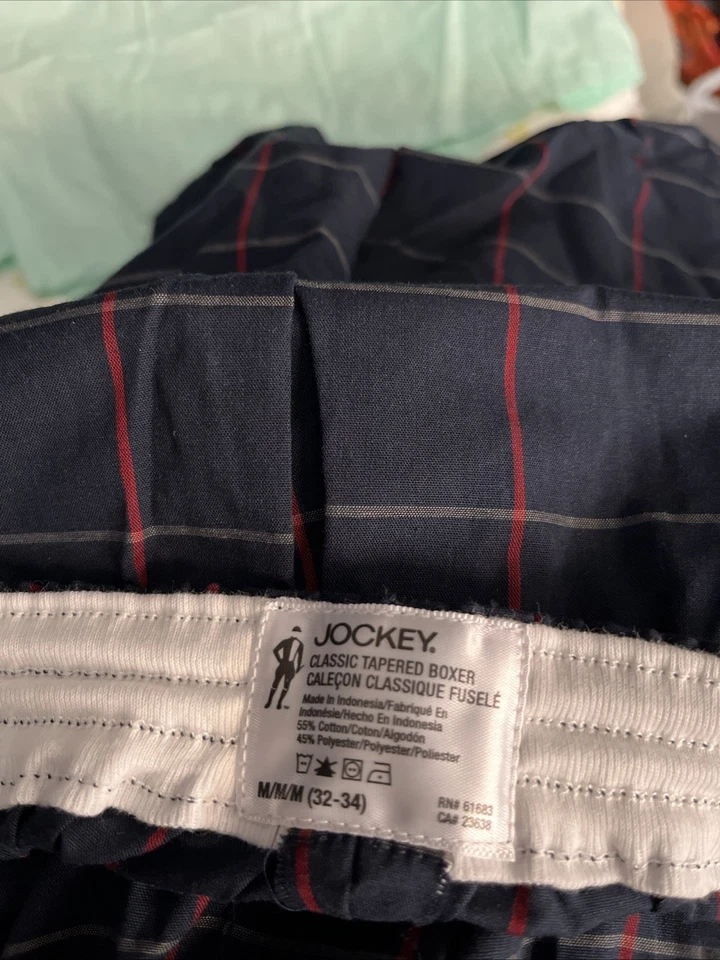 JOCKEY®
CLASSIC TAPERED BOXER
CALEÇON CLASSIQUE FUSELÉ
Made in Indonesia/Fabriqué En
Indonésie/Hecho En Indonesia
55% Cotton/Coton/Algodón
45% Polyester/Polyester/Poliester
M/M/M (32-34)
RN# 61683
CA# 23638